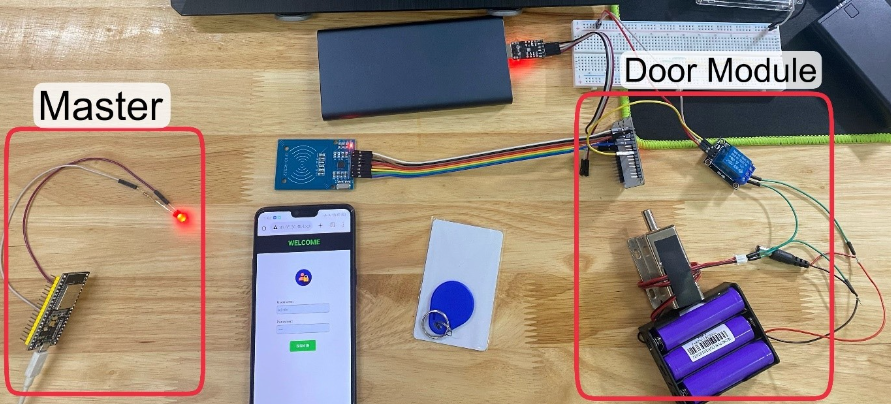 Door Module
Master
WELCOME
SIGN IN